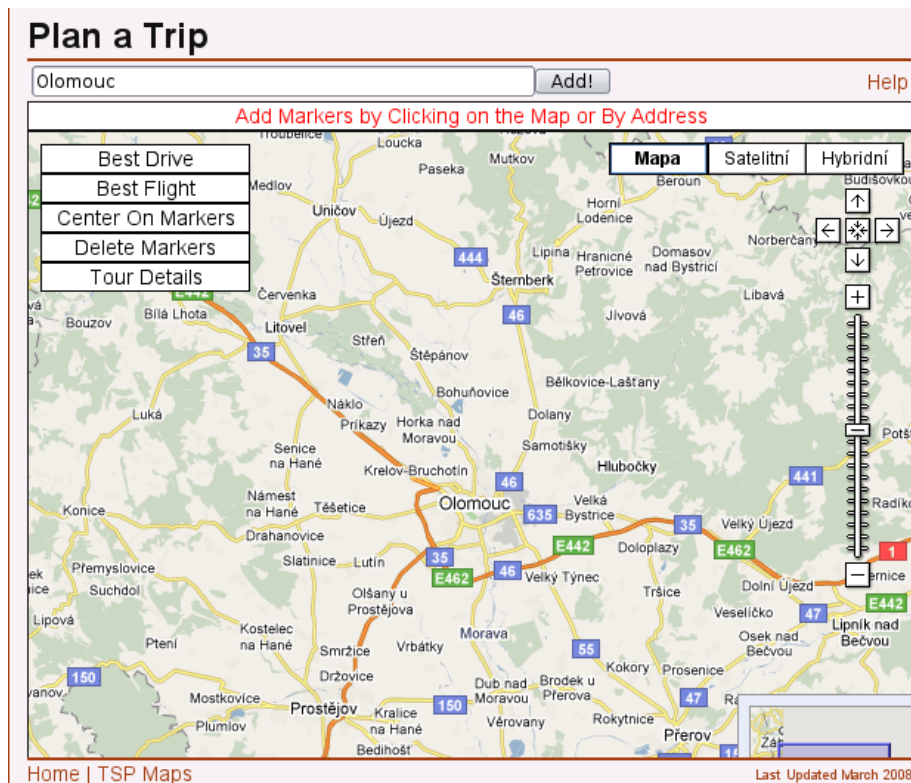 Plan a Trip
Olomouc
Add!
Help
Add Markers by Clicking on the Map or By Address
Best Drive
Best Flight
Center On Markers
Delete Markers
Tour Details
Mapa
Satelitní
Hybridní
Troubelice
Loucka
Paseka
Mutkov
Beroun
Budišovkou
Medlov
Uničov
Újezd
Horní
Lodenice
Norberčany
444
Lipina
Hranicné
Petrovice
Domasov
nad Bystricí
Šternberk
Libavá
E442
Červenka
Bouzov
Bílá Lhota
Litovel
46
Jívová
35
Střeň
Štěpánov
Bohuňovice
Bělkovice-Lašťany
Luká
Náklo
Príkazy
Horka nad
Moravou
Dolany
Samotišky
Senice
na Hané
Krelov-Bruchotín
Hlubočky
441
46
Námest
na Hané
Těšetice
Olomouc
635
Velká
Bystrice
Konice
Drahanovice
35
Velký Újezd
E442
Doloplazy
E462
1
Slatinice
Lutín
35
E462
46
Velký Týnec
Přemyslovice
Suchdol
Olšany u
Prostějova
Tršice
Dolní Újezd
E442
Lipová
Veselíčko
47
Lipník nad
Bečvou
Kostelec
na Hané
Ptení
Smržice
Vrbátky
Morava
55
Osek nad
Bečvou
Držovice
Kokory
Prosenice
150
Mostkovice
Dub nad
Moravou
Brodek u
Přerova
47
Plumlov
Prostějov
Kralice
na Hané
150
Věrovany
Rokytnice
Přerov
Bedihošť
Home | TSP Maps
Last Updated March 2008